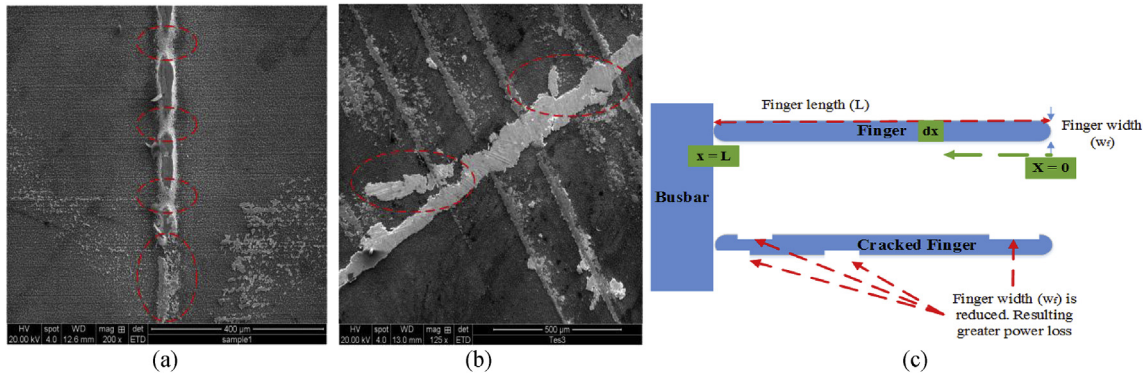 HV spot WD mag ⊞ det
20.00 kV 4.0 12.6 mm 200 x ETD
400 µm
sample1
(a)
HV spot WD mag ⊞ det
20.00 kV 4.0 13.0 mm 125 x ETD
500 µm
Tes3
(b)
Finger length (L)
Finger dx
Finger width
(wf)
x = L
X = 0
Busbar
Cracked Finger
Finger width (wf) is
reduced. Resulting
greater power loss
(c)